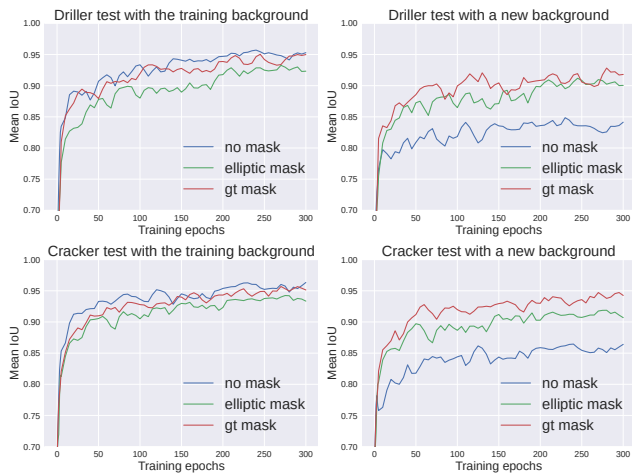 Driller test with the training background
Mean IoU
1.00
0.95
0.90
0.85
0.80
0.75
0.70
no mask
elliptic mask
gt mask
0 50 100 150 200 250 300
Training epochs
Driller test with a new background
Mean IoU
1.00
0.95
0.90
0.85
0.80
0.75
0.70
no mask
elliptic mask
gt mask
0 50 100 150 200 250 300
Training epochs
Cracker test with the training background
Mean IoU
1.00
0.95
0.90
0.85
0.80
0.75
0.70
no mask
elliptic mask
gt mask
0 50 100 150 200 250 300
Training epochs
Cracker test with a new background
Mean IoU
1.00
0.95
0.90
0.85
0.80
0.75
0.70
no mask
elliptic mask
gt mask
0 50 100 150 200 250 300
Training epochs